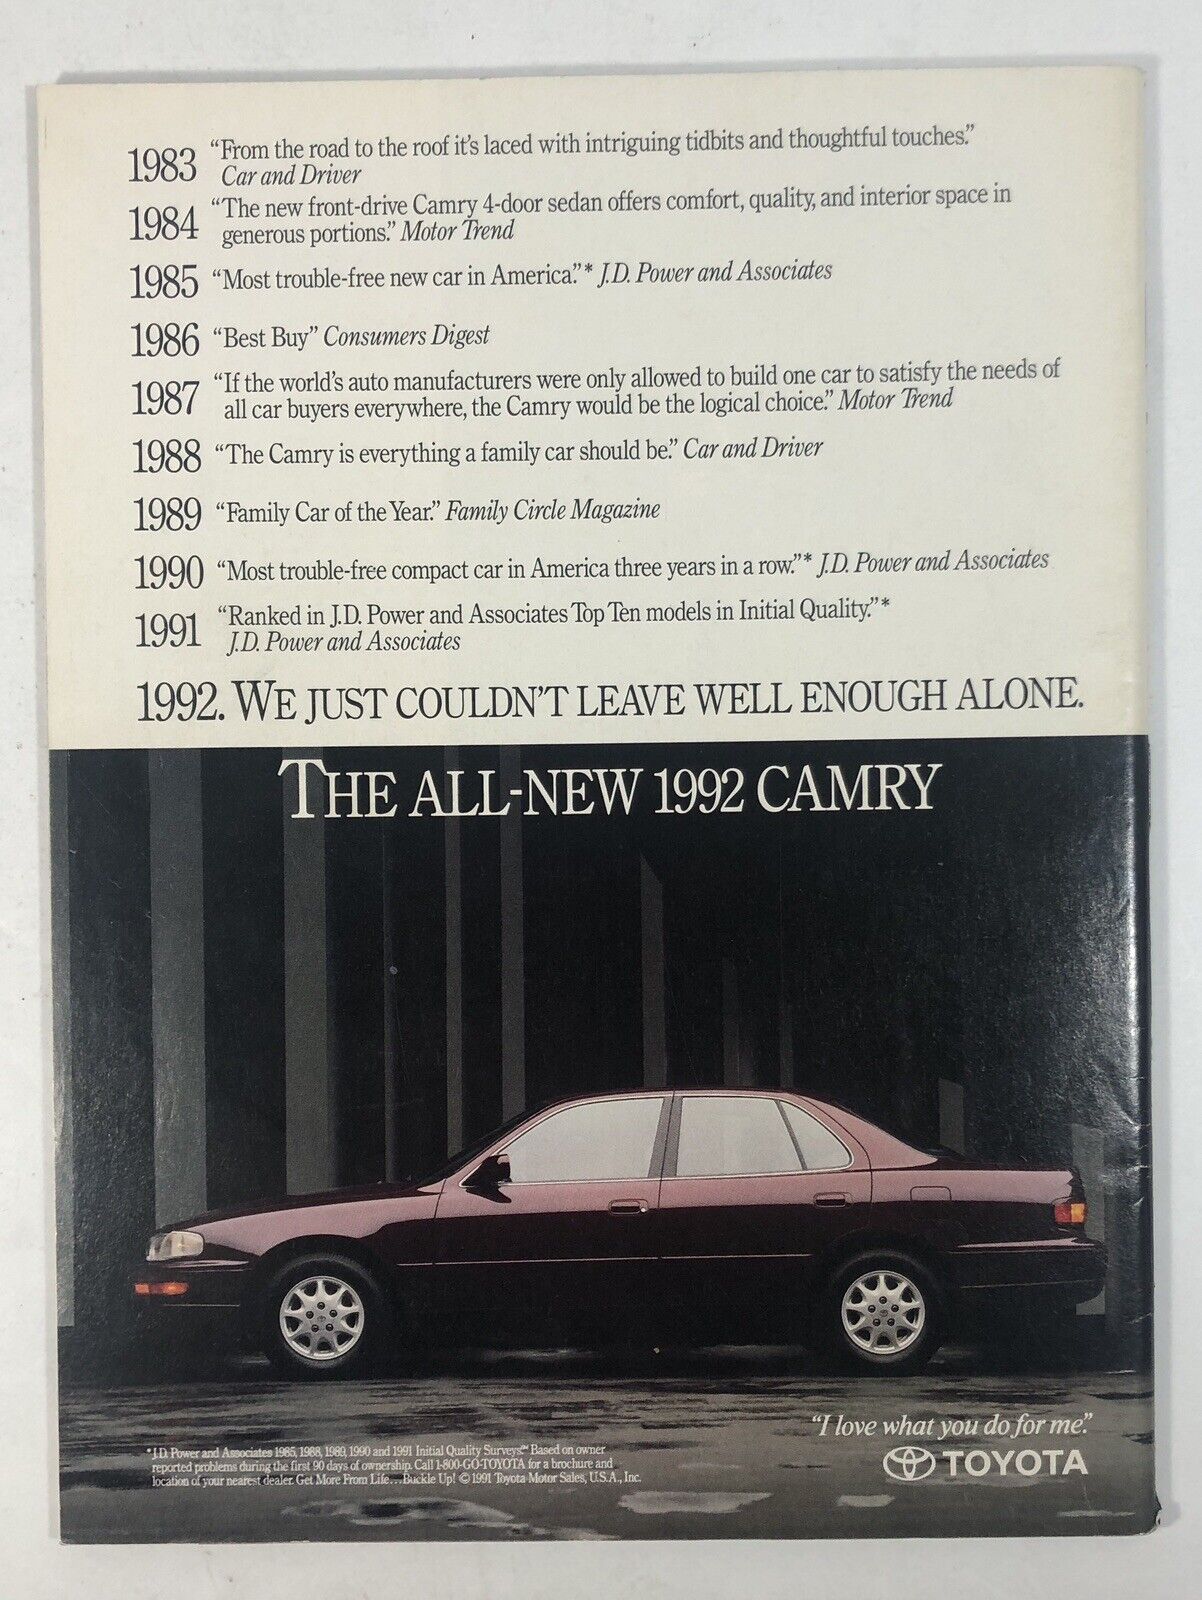 1983 “From the road to the roof it's laced with intriguing tidbits and thoughtful touches.”
Car and Driver
1984 “The new front-drive Camry 4-door sedan offers comfort, quality, and interior space in
generous portions.” Motor Trend
1985 “Most trouble-free new car in America.”* J.D. Power and Associates
1986 “Best Buy” Consumers Digest
1987 “If the world's auto manufacturers were only allowed to build one car to satisfy the needs of
all car buyers everywhere, the Camry would be the logical choice.” Motor Trend
1988 “The Camry is everything a family car should be.” Car and Driver
1989 “Family Car of the Year.” Family Circle Magazine
1990 “Most trouble-free compact car in America three years in a row.”* J.D. Power and Associates
1991 “Ranked in J.D. Power and Associates Top Ten models in Initial Quality.”*
J.D. Power and Associates
1992. WE JUST COULDN'T LEAVE WELL ENOUGH ALONE.
THE ALL-NEW 1992 CAMRY
“I love what you do for me.”
TOYOTA
*J.D. Power and Associates 1985, 1988, 1989, 1990 and 1991 Initial Quality Surveys.℠ Based on owner
reported problems during the first 90 days of ownership. Call 1-800-GO-TOYOTA for a brochure and
location of your nearest dealer. Get More From Life...Buckle Up! © 1991 Toyota Motor Sales, U.S.A., Inc.